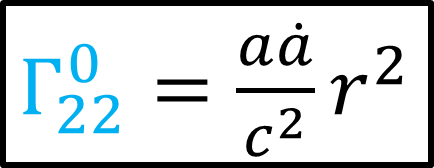 Γ⁰₂₂ = (aȧ / c²) r²